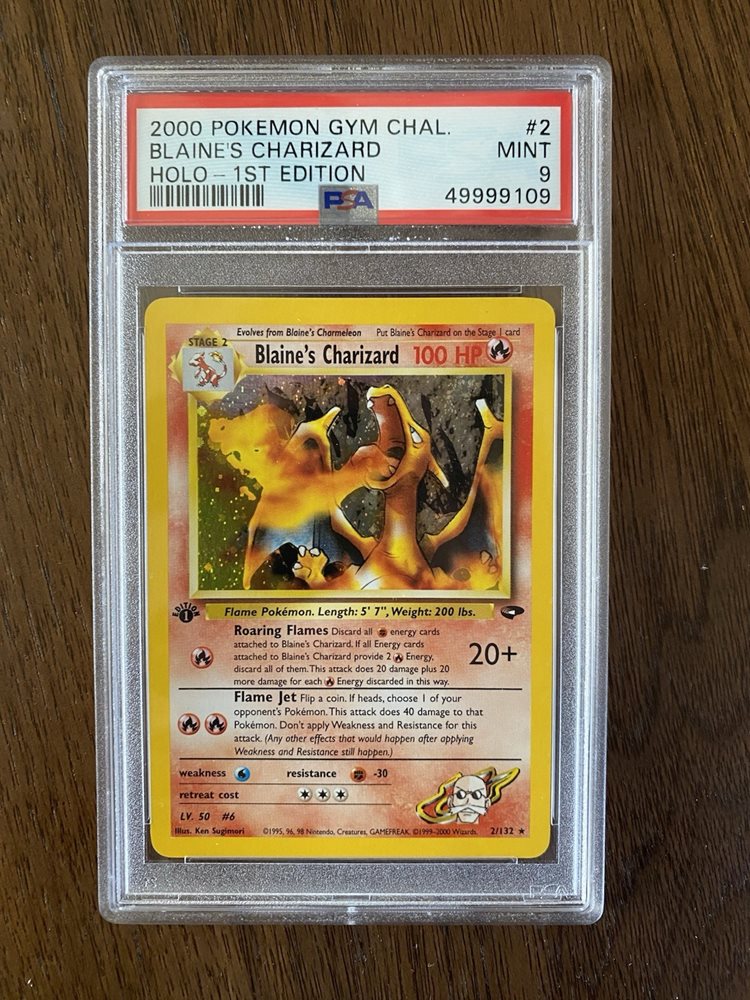 2000 POKEMON GYM CHAL. #2
BLAINE'S CHARIZARD MINT
HOLO - 1ST EDITION 9
PSA 49999109
Evolves from Blaine's Charmeleon Put Blaine's Charizard on the Stage 1 card
STAGE 2
Blaine's Charizard 100 HP
EDITION
1
Flame Pokémon. Length: 5' 7", Weight: 200 lbs.
Roaring Flames Discard all energy cards
attached to Blaine's Charizard. If all Energy cards
attached to Blaine's Charizard provide 2 Energy,
discard all of them. This attack does 20 damage plus 20
more damage for each Energy discarded in this way.
20+
Flame Jet Flip a coin. If heads, choose 1 of your
opponent's Pokémon. This attack does 40 damage to that
Pokémon. Don't apply Weakness and Resistance for this
attack. (Any other effects that would happen after applying
Weakness and Resistance still happen.)
weakness resistance -30
retreat cost
LV. 50 #6
Illus. Ken Sugimori ©1995, 96, 98 Nintendo, Creatures, GAMEFREAK. ©1999-2000 Wizards. 2/132 ★
PSA